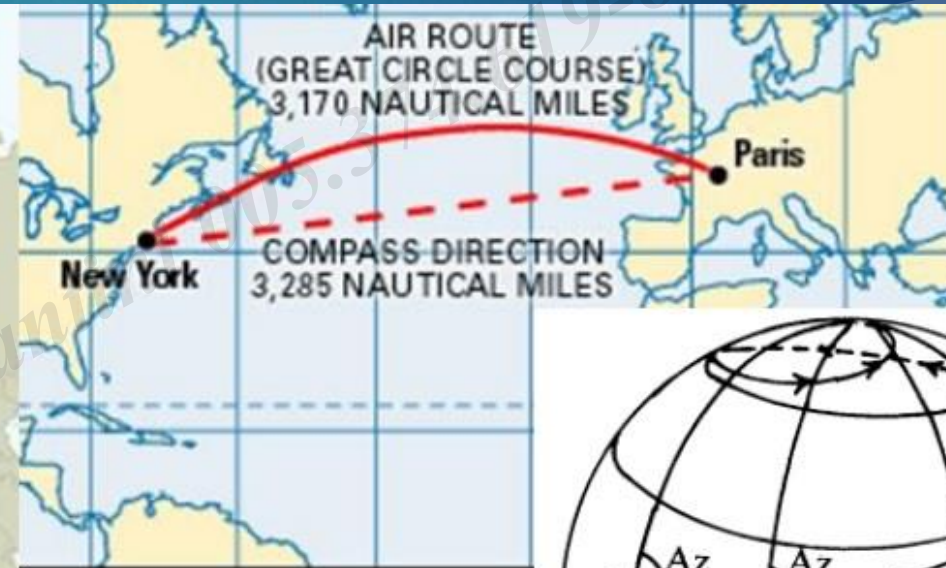 AIR ROUTE
(GREAT CIRCLE COURSE)
3,170 NAUTICAL MILES
Paris
New York
COMPASS DIRECTION
3,285 NAUTICAL MILES
Az
Az